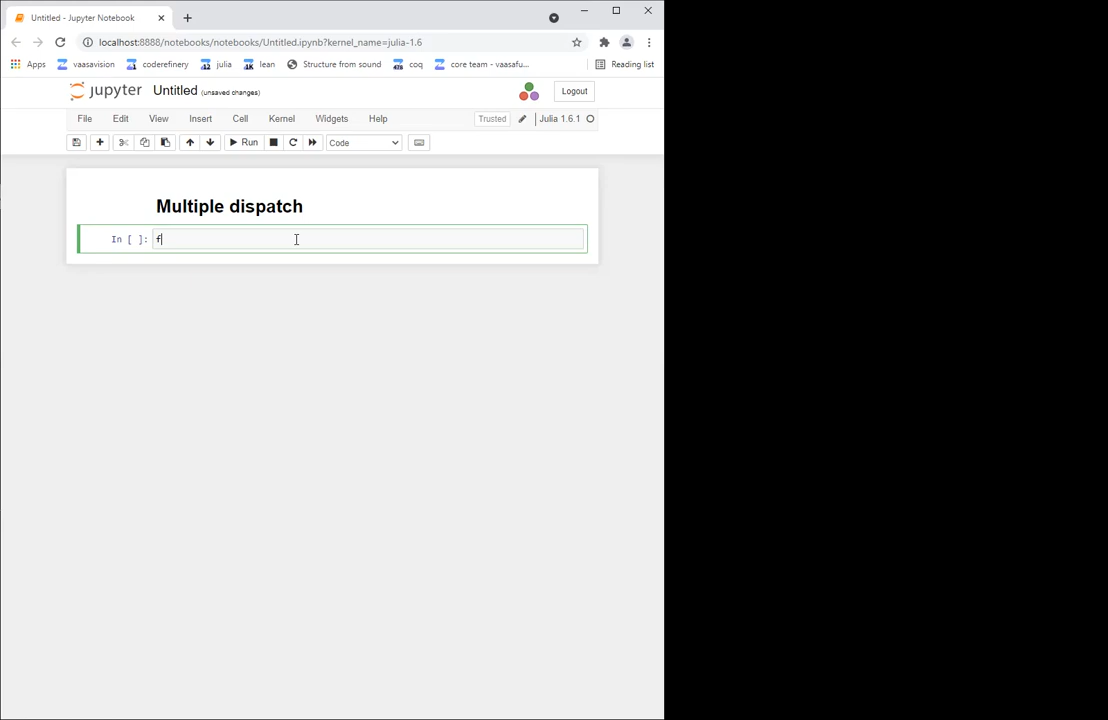 Untitled - Jupyter Notebook
localhost:8888/notebooks/notebooks/Untitled.ipynb?kernel_name=julia-1.6
Apps vaasavision coderefinery julia lean Structure from sound coq core team - vaasafu... Reading list
jupyter Untitled (unsaved changes) Logout
File Edit View Insert Cell Kernel Widgets Help Trusted Julia 1.6.1
Run Code
Multiple dispatch
In [ ]: f